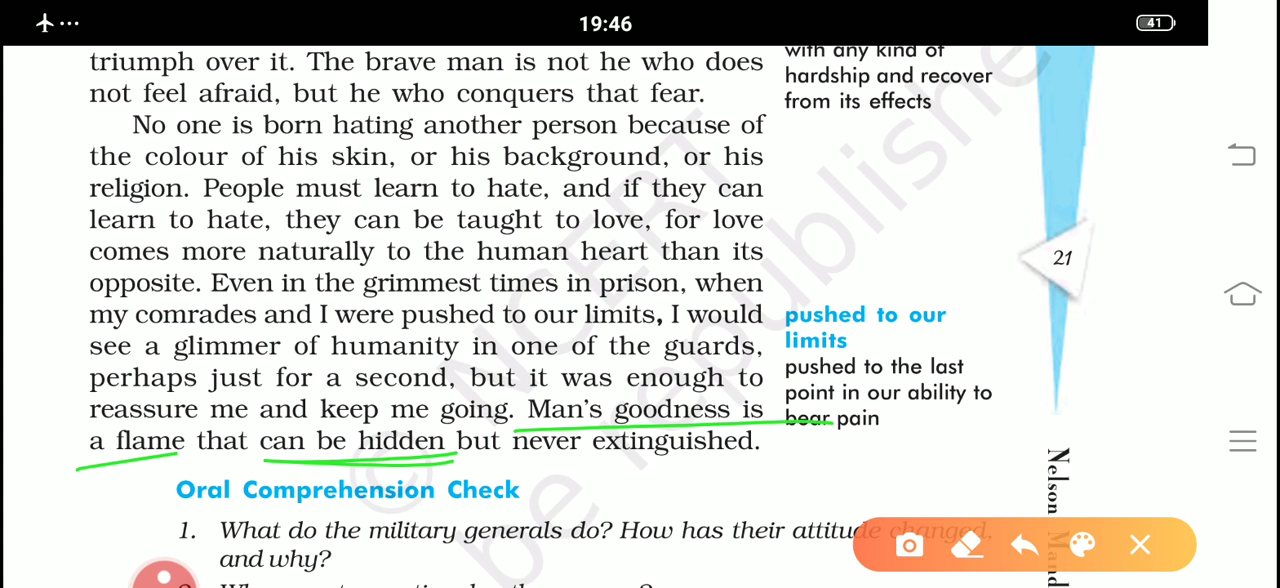 19:46
41
triumph over it. The brave man is not he who does
not feel afraid, but he who conquers that fear.
No one is born hating another person because of
the colour of his skin, or his background, or his
religion. People must learn to hate, and if they can
learn to hate, they can be taught to love, for love
comes more naturally to the human heart than its
opposite. Even in the grimmest times in prison, when
my comrades and I were pushed to our limits, I would
see a glimmer of humanity in one of the guards,
perhaps just for a second, but it was enough to
reassure me and keep me going. Man's goodness is
a flame that can be hidden but never extinguished.
with any kind of
hardship and recover
from its effects
pushed to our
limits
pushed to the last
point in our ability to
bear pain
21
Nelson
Oral Comprehension Check
1. What do the military generals do? How has their attitude changed,
and why?
© NCERT
be republishe